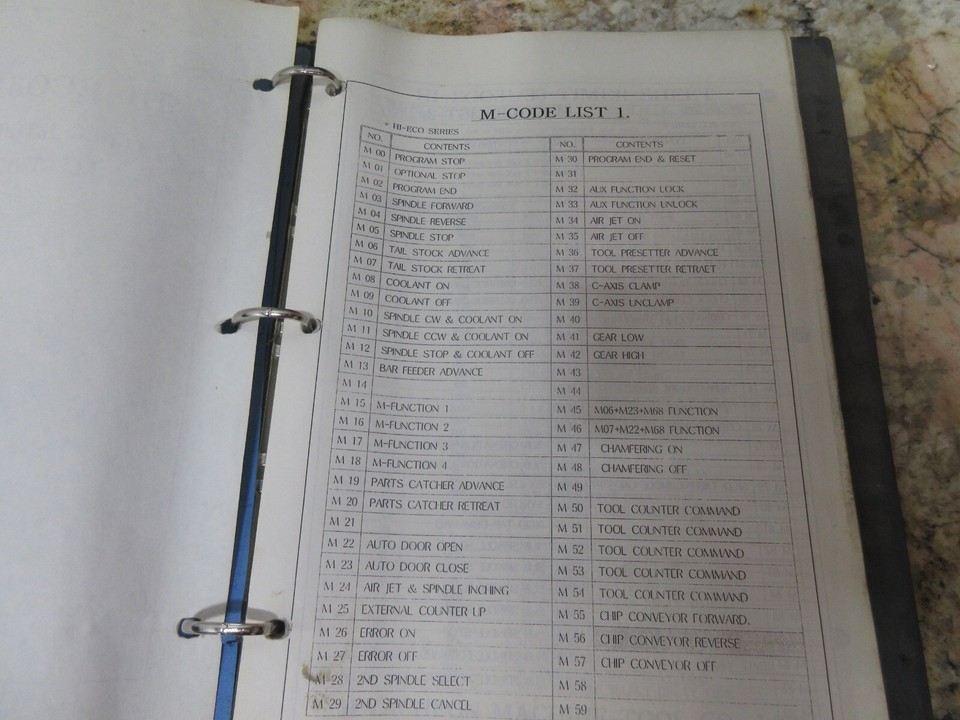 M-CODE LIST 1.
* HI-ECO SERIES
NO. CONTENTS NO. CONTENTS
M 00 PROGRAM STOP M 30 PROGRAM END & RESET
M 01 OPTIONAL STOP M 31
M 02 PROGRAM END M 32 AUX FUNCTION LOCK
M 03 SPINDLE FORWARD M 33 AUX FUNCTION UNLOCK
M 04 SPINDLE REVERSE M 34 AIR JET ON
M 05 SPINDLE STOP M 35 AIR JET OFF
M 06 TAIL STOCK ADVANCE M 36 TOOL PRESETTER ADVANCE
M 07 TAIL STOCK RETREAT M 37 TOOL PRESETTER RETRAET
M 08 COOLANT ON M 38 C-AXIS CLAMP
M 09 COOLANT OFF M 39 C-AXIS UNCLAMP
M 10 SPINDLE CW & COOLANT ON M 40
M 11 SPINDLE CCW & COOLANT ON M 41 GEAR LOW
M 12 SPINDLE STOP & COOLANT OFF M 42 GEAR HIGH
M 13 BAR FEEDER ADVANCE M 43
M 14 M 44
M 15 M-FUNCTION 1 M 45 M06+M23+M68 FUNCTION
M 16 M-FUNCTION 2 M 46 M07+M22+M68 FUNCTION
M 17 M-FUNCTION 3 M 47 CHAMFERING ON
M 18 M-FUNCTION 4 M 48 CHAMFERING OFF
M 19 PARTS CATCHER ADVANCE M 49
M 20 PARTS CATCHER RETREAT M 50 TOOL COUNTER COMMAND
M 21 M 51 TOOL COUNTER COMMAND
M 22 AUTO DOOR OPEN M 52 TOOL COUNTER COMMAND
M 23 AUTO DOOR CLOSE M 53 TOOL COUNTER COMMAND
M 24 AIR JET & SPINDLE INCHING M 54 TOOL COUNTER COMMAND
M 25 EXTERNAL COUNTER UP M 55 CHIP CONVEYOR FORWARD.
M 26 ERROR ON M 56 CHIP CONVEYOR REVERSE
M 27 ERROR OFF M 57 CHIP CONVEYOR OFF
M 28 2ND SPINDLE SELECT M 58
M 29 2ND SPINDLE CANCEL M 59